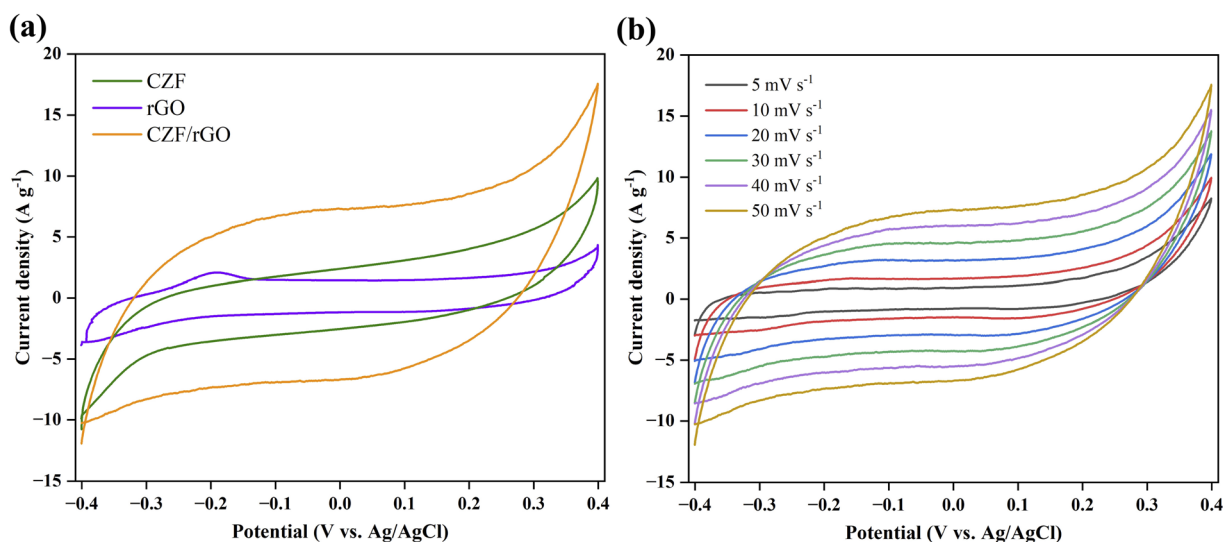 (a)
20
15
10
5
0
−5
−10
−15
Current density (A g⁻¹)
CZF
rGO
CZF/rGO
−0.4 −0.3 −0.2 −0.1 0.0 0.1 0.2 0.3 0.4
Potential (V vs. Ag/AgCl)
(b)
20
15
10
5
0
−5
−10
−15
Current density (A g⁻¹)
5 mV s⁻¹
10 mV s⁻¹
20 mV s⁻¹
30 mV s⁻¹
40 mV s⁻¹
50 mV s⁻¹
−0.4 −0.3 −0.2 −0.1 0.0 0.1 0.2 0.3 0.4
Potential (V vs. Ag/AgCl)